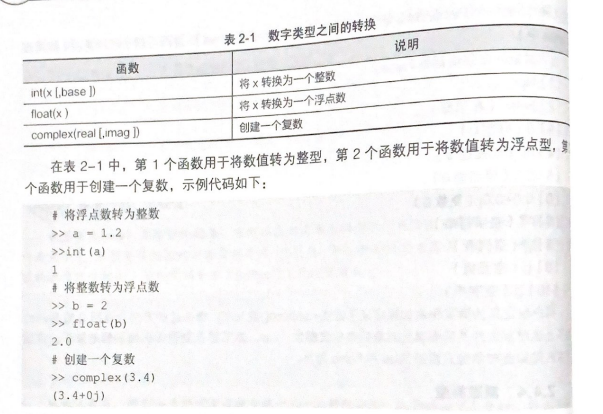 表 2-1 数字类型之间的转换
函数 说明
int(x [,base ]) 将 x 转换为一个整数
float(x ) 将 x 转换为一个浮点数
complex(real [,imag ]) 创建一个复数
在表 2-1 中，第 1 个函数用于将数值转为整型，第 2 个函数用于将数值转为浮点型，第
个函数用于创建一个复数，示例代码如下：
# 将浮点数转为整数
>> a = 1.2
>>int(a)
1
# 将整数转为浮点数
>> b = 2
>> float(b)
2.0
# 创建一个复数
>> complex(3.4)
(3.4+0j)